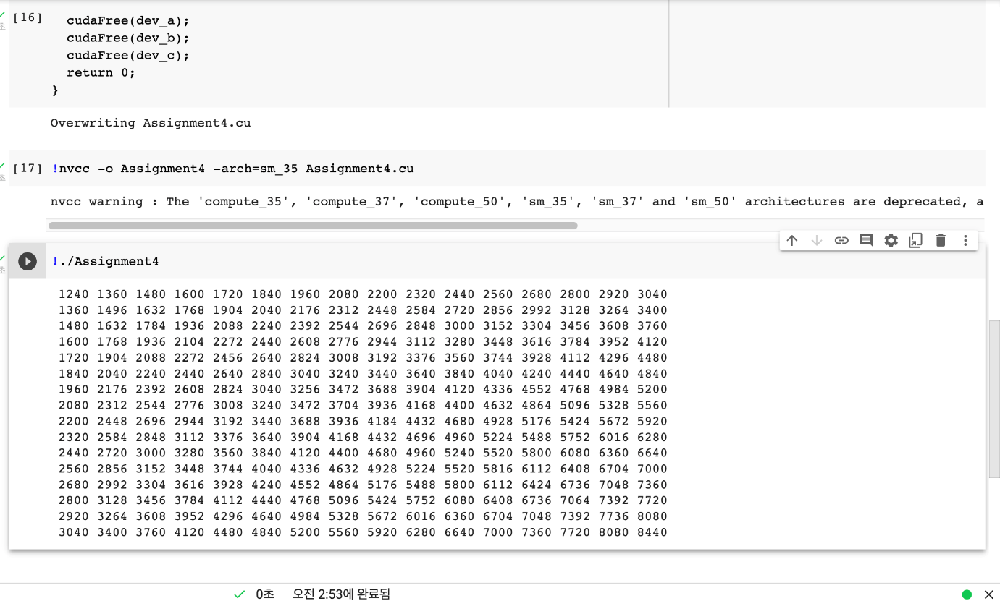 [16] cudaFree(dev_a);
초
cudaFree(dev_b);
cudaFree(dev_c);
return 0;
}
Overwriting Assignment4.cu
[17] !nvcc -o Assignment4 -arch=sm_35 Assignment4.cu
초
nvcc warning : The 'compute_35', 'compute_37', 'compute_50', 'sm_35', 'sm_37' and 'sm_50' architectures are deprecated, a
!./Assignment4
초
1240 1360 1480 1600 1720 1840 1960 2080 2200 2320 2440 2560 2680 2800 2920 3040
1360 1496 1632 1768 1904 2040 2176 2312 2448 2584 2720 2856 2992 3128 3264 3400
1480 1632 1784 1936 2088 2240 2392 2544 2696 2848 3000 3152 3304 3456 3608 3760
1600 1768 1936 2104 2272 2440 2608 2776 2944 3112 3280 3448 3616 3784 3952 4120
1720 1904 2088 2272 2456 2640 2824 3008 3192 3376 3560 3744 3928 4112 4296 4480
1840 2040 2240 2440 2640 2840 3040 3240 3440 3640 3840 4040 4240 4440 4640 4840
1960 2176 2392 2608 2824 3040 3256 3472 3688 3904 4120 4336 4552 4768 4984 5200
2080 2312 2544 2776 3008 3240 3472 3704 3936 4168 4400 4632 4864 5096 5328 5560
2200 2448 2696 2944 3192 3440 3688 3936 4184 4432 4680 4928 5176 5424 5672 5920
2320 2584 2848 3112 3376 3640 3904 4168 4432 4696 4960 5224 5488 5752 6016 6280
2440 2720 3000 3280 3560 3840 4120 4400 4680 4960 5240 5520 5800 6080 6360 6640
2560 2856 3152 3448 3744 4040 4336 4632 4928 5224 5520 5816 6112 6408 6704 7000
2680 2992 3304 3616 3928 4240 4552 4864 5176 5488 5800 6112 6424 6736 7048 7360
2800 3128 3456 3784 4112 4440 4768 5096 5424 5752 6080 6408 6736 7064 7392 7720
2920 3264 3608 3952 4296 4640 4984 5328 5672 6016 6360 6704 7048 7392 7736 8080
3040 3400 3760 4120 4480 4840 5200 5560 5920 6280 6640 7000 7360 7720 8080 8440
0초 오전 2:53에 완료됨